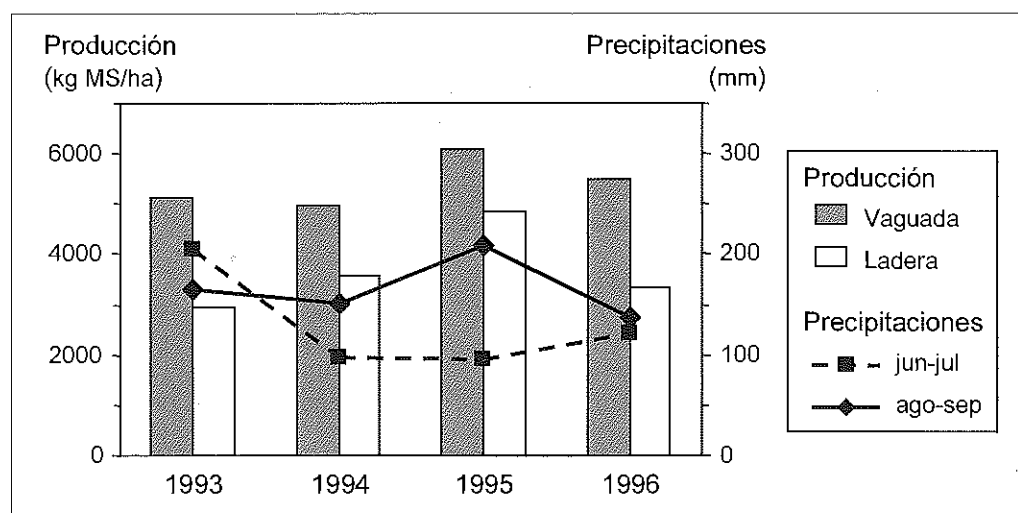 Producción
(kg MS/ha)
Precipitaciones
(mm)
6000
4000
2000
0
300
200
100
0
1993 1994 1995 1996
Producción
Vaguada
Ladera
Precipitaciones
jun-jul
ago-sep